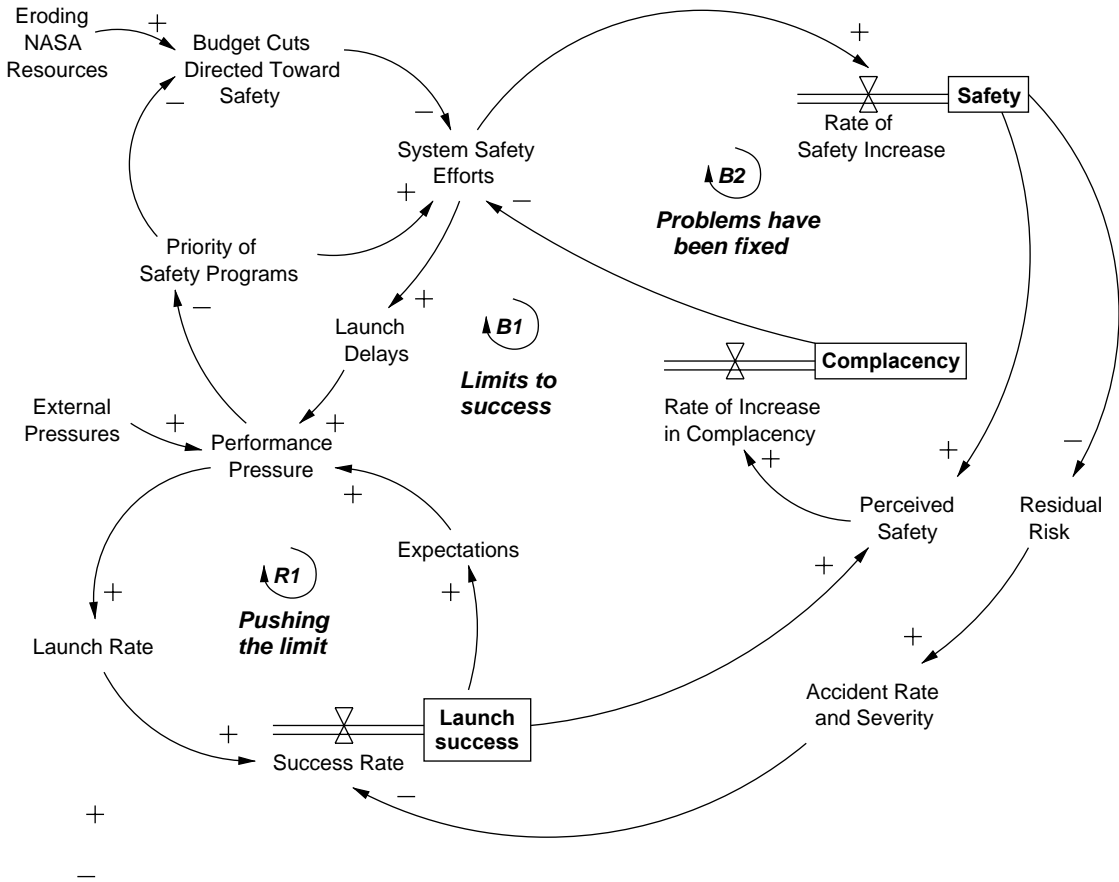 Eroding
NASA
Resources
+
Budget Cuts
Directed Toward
Safety
−
−
System Safety
Efforts
+
+
Rate of
Safety Increase
Safety
B2
Problems have
been fixed
−
Priority of
Safety Programs
−
+
Launch
Delays
B1
Limits to
success
Complacency
Rate of Increase
in Complacency
+
External
Pressures
+
+
Performance
Pressure
+
+
−
Perceived
Safety
Residual
Risk
Expectations
+
+
R1
Pushing
the limit
+
Launch Rate
+
+
Accident Rate
and Severity
Launch
success
Success Rate
−
+
−